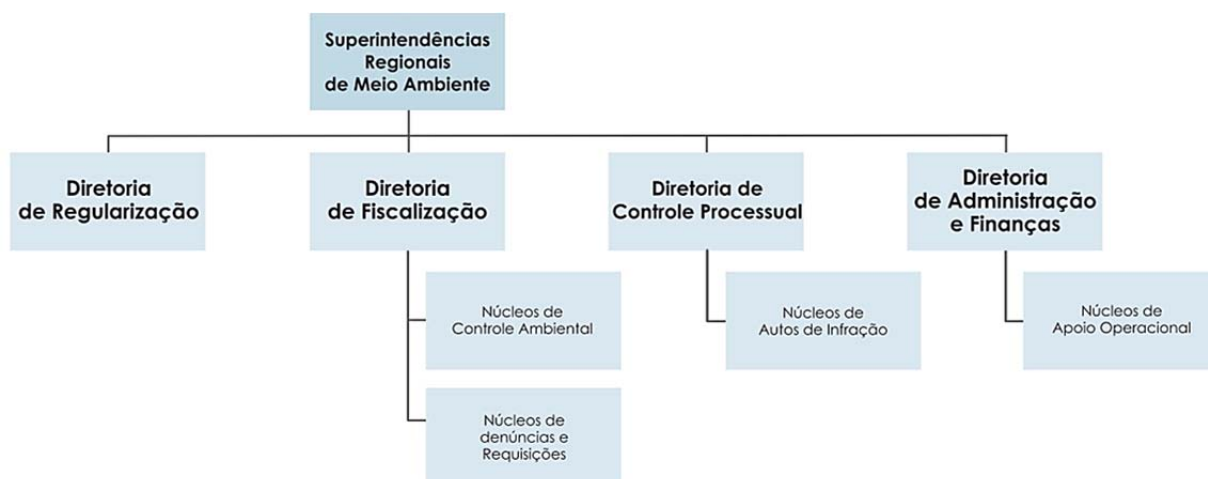 Superintendências
Regionais
de Meio Ambiente
Diretoria
de Regularização
Diretoria
de Fiscalização
Diretoria de
Controle Processual
Diretoria
de Administração
e Finanças
Núcleos de
Controle Ambiental
Núcleos de
Autos de Infração
Núcleos de
Apoio Operacional
Núcleos de
denúncias e
Requisições